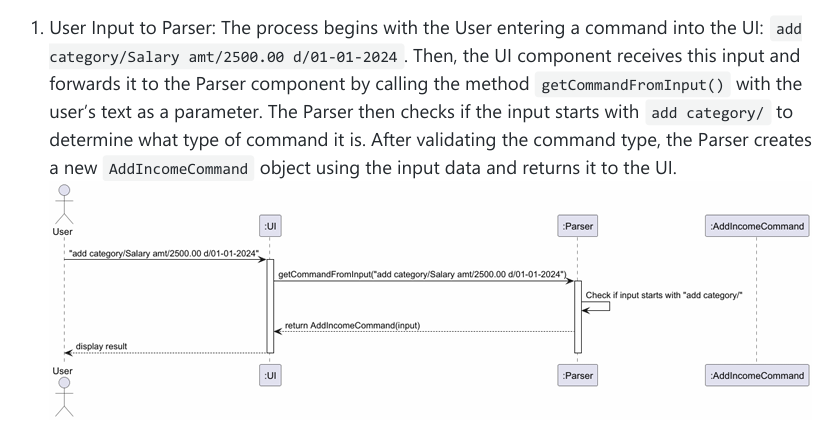 1. User Input to Parser: The process begins with the User entering a command into the UI: add
category/Salary amt/2500.00 d/01-01-2024 . Then, the UI component receives this input and
forwards it to the Parser component by calling the method getCommandFromInput() with the
user’s text as a parameter. The Parser then checks if the input starts with add category/ to
determine what type of command it is. After validating the command type, the Parser creates
a new AddIncomeCommand object using the input data and returns it to the UI.
User
:UI
:Parser
:AddIncomeCommand
"add category/Salary amt/2500.00 d/01-01-2024"
getCommandFromInput("add category/Salary amt/2500.00 d/01-01-2024")
Check if input starts with "add category/"
return AddIncomeCommand(input)
display result
User
:UI
:Parser
:AddIncomeCommand